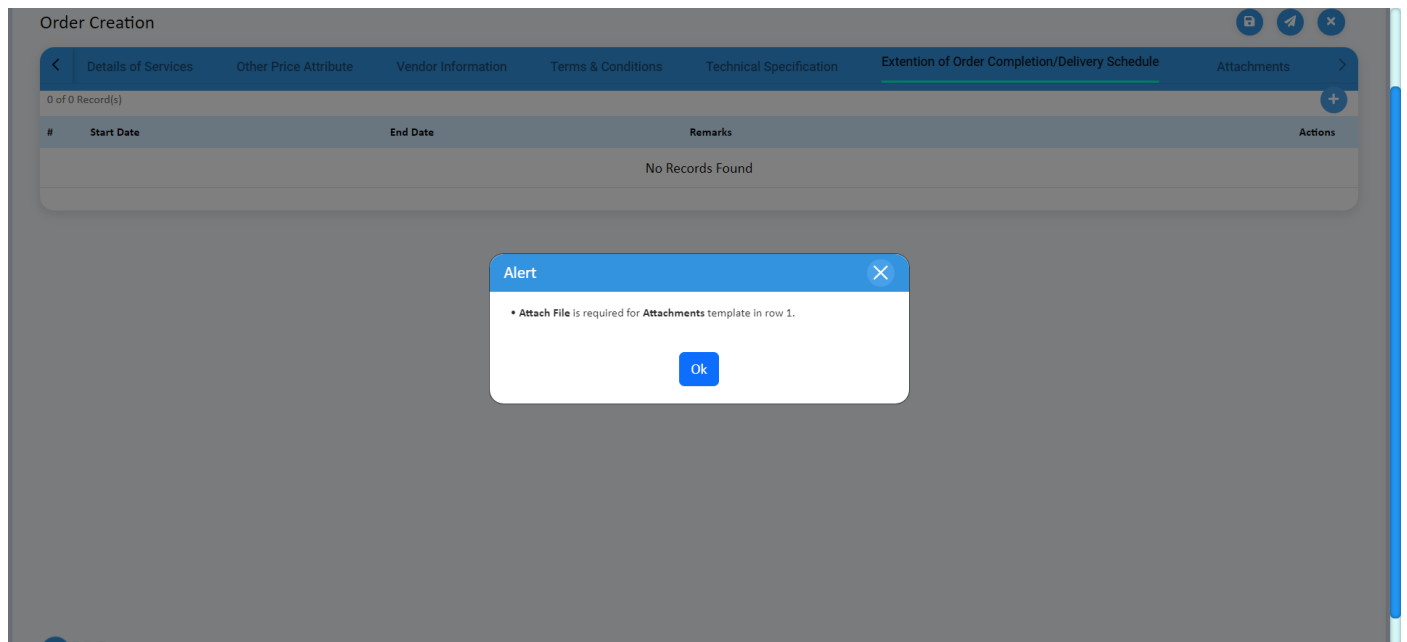 Order Creation
Details of Services Other Price Attribute Vendor Information Terms & Conditions Technical Specification Extention of Order Completion/Delivery Schedule Attachments
0 of 0 Record(s)
# Start Date End Date Remarks Actions
No Records Found
Alert
• Attach File is required for Attachments template in row 1.
Ok